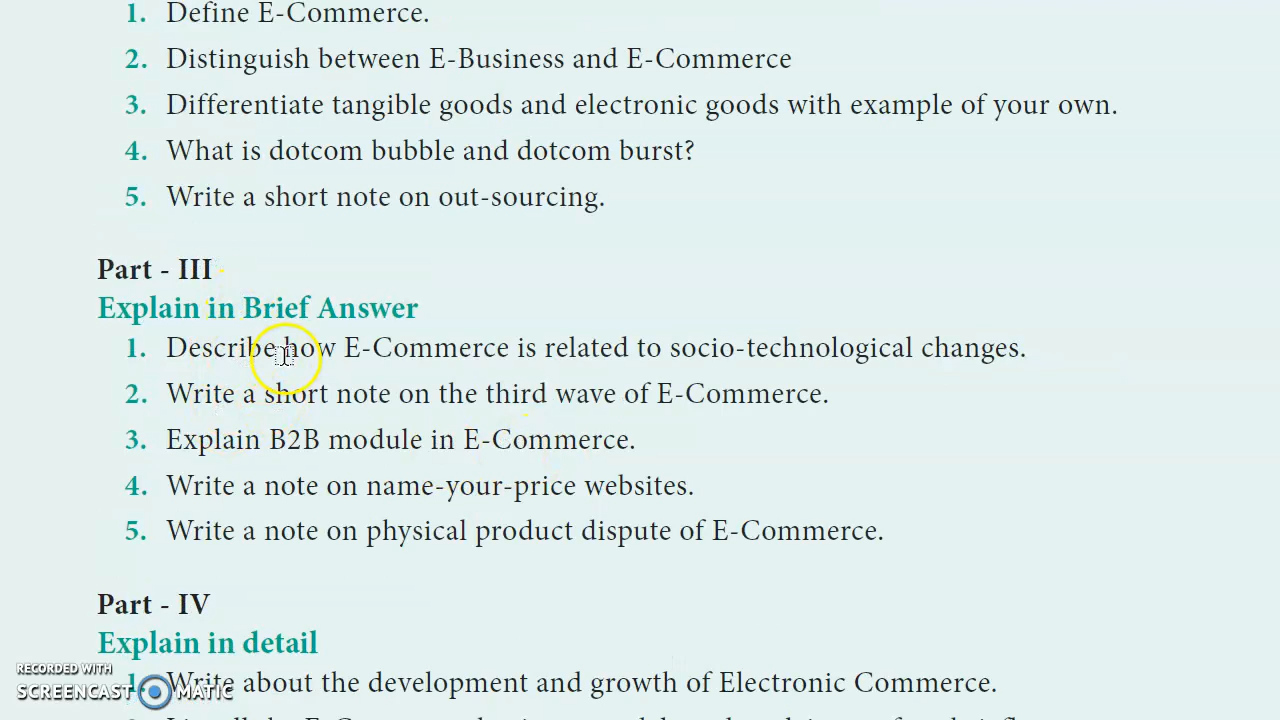 1. Define E-Commerce.
2. Distinguish between E-Business and E-Commerce
3. Differentiate tangible goods and electronic goods with example of your own.
4. What is dotcom bubble and dotcom burst?
5. Write a short note on out-sourcing.
Part - III
Explain in Brief Answer
1. Describe how E-Commerce is related to socio-technological changes.
2. Write a short note on the third wave of E-Commerce.
3. Explain B2B module in E-Commerce.
4. Write a note on name-your-price websites.
5. Write a note on physical product dispute of E-Commerce.
Part - IV
Explain in detail
1. Write about the development and growth of Electronic Commerce.
RECORDED WITH
SCREENCAST MATIC